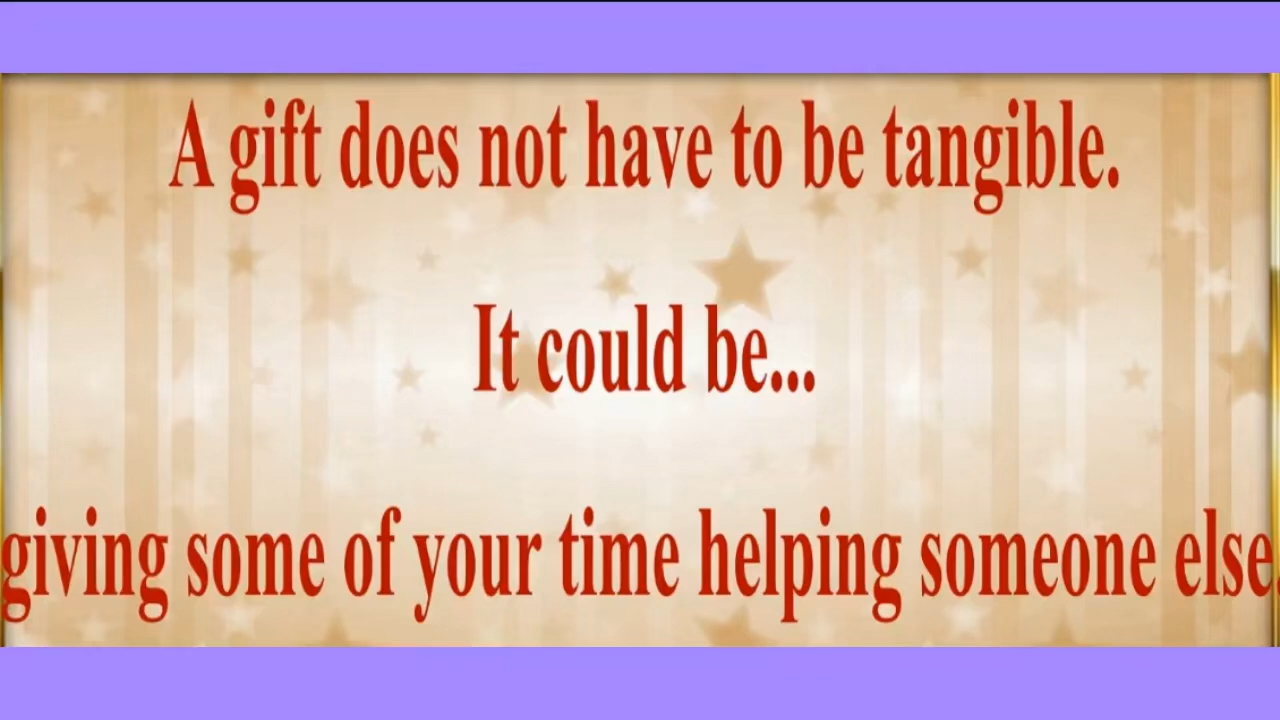 A gift does not have to be tangible.
It could be...
giving some of your time helping someone else.